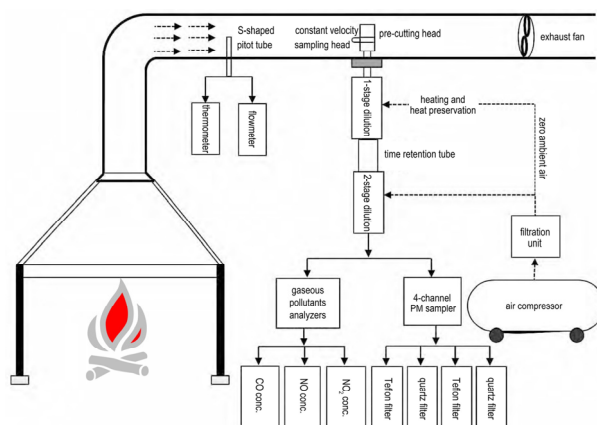 S-shaped
pitot tube
constant velocity
sampling head
pre-cutting head
exhaust fan
thermometer
flowmeter
1-stage dilution
heating and
heat preservation
zero ambient air
time retention tube
2-stage dilution
filtration
unit
gaseous
pollutants
analyzers
4-channel
PM sampler
air compressor
CO conc.
NO conc.
NOx conc.
Teflon filter
quartz filter
Teflon filter
quartz filter